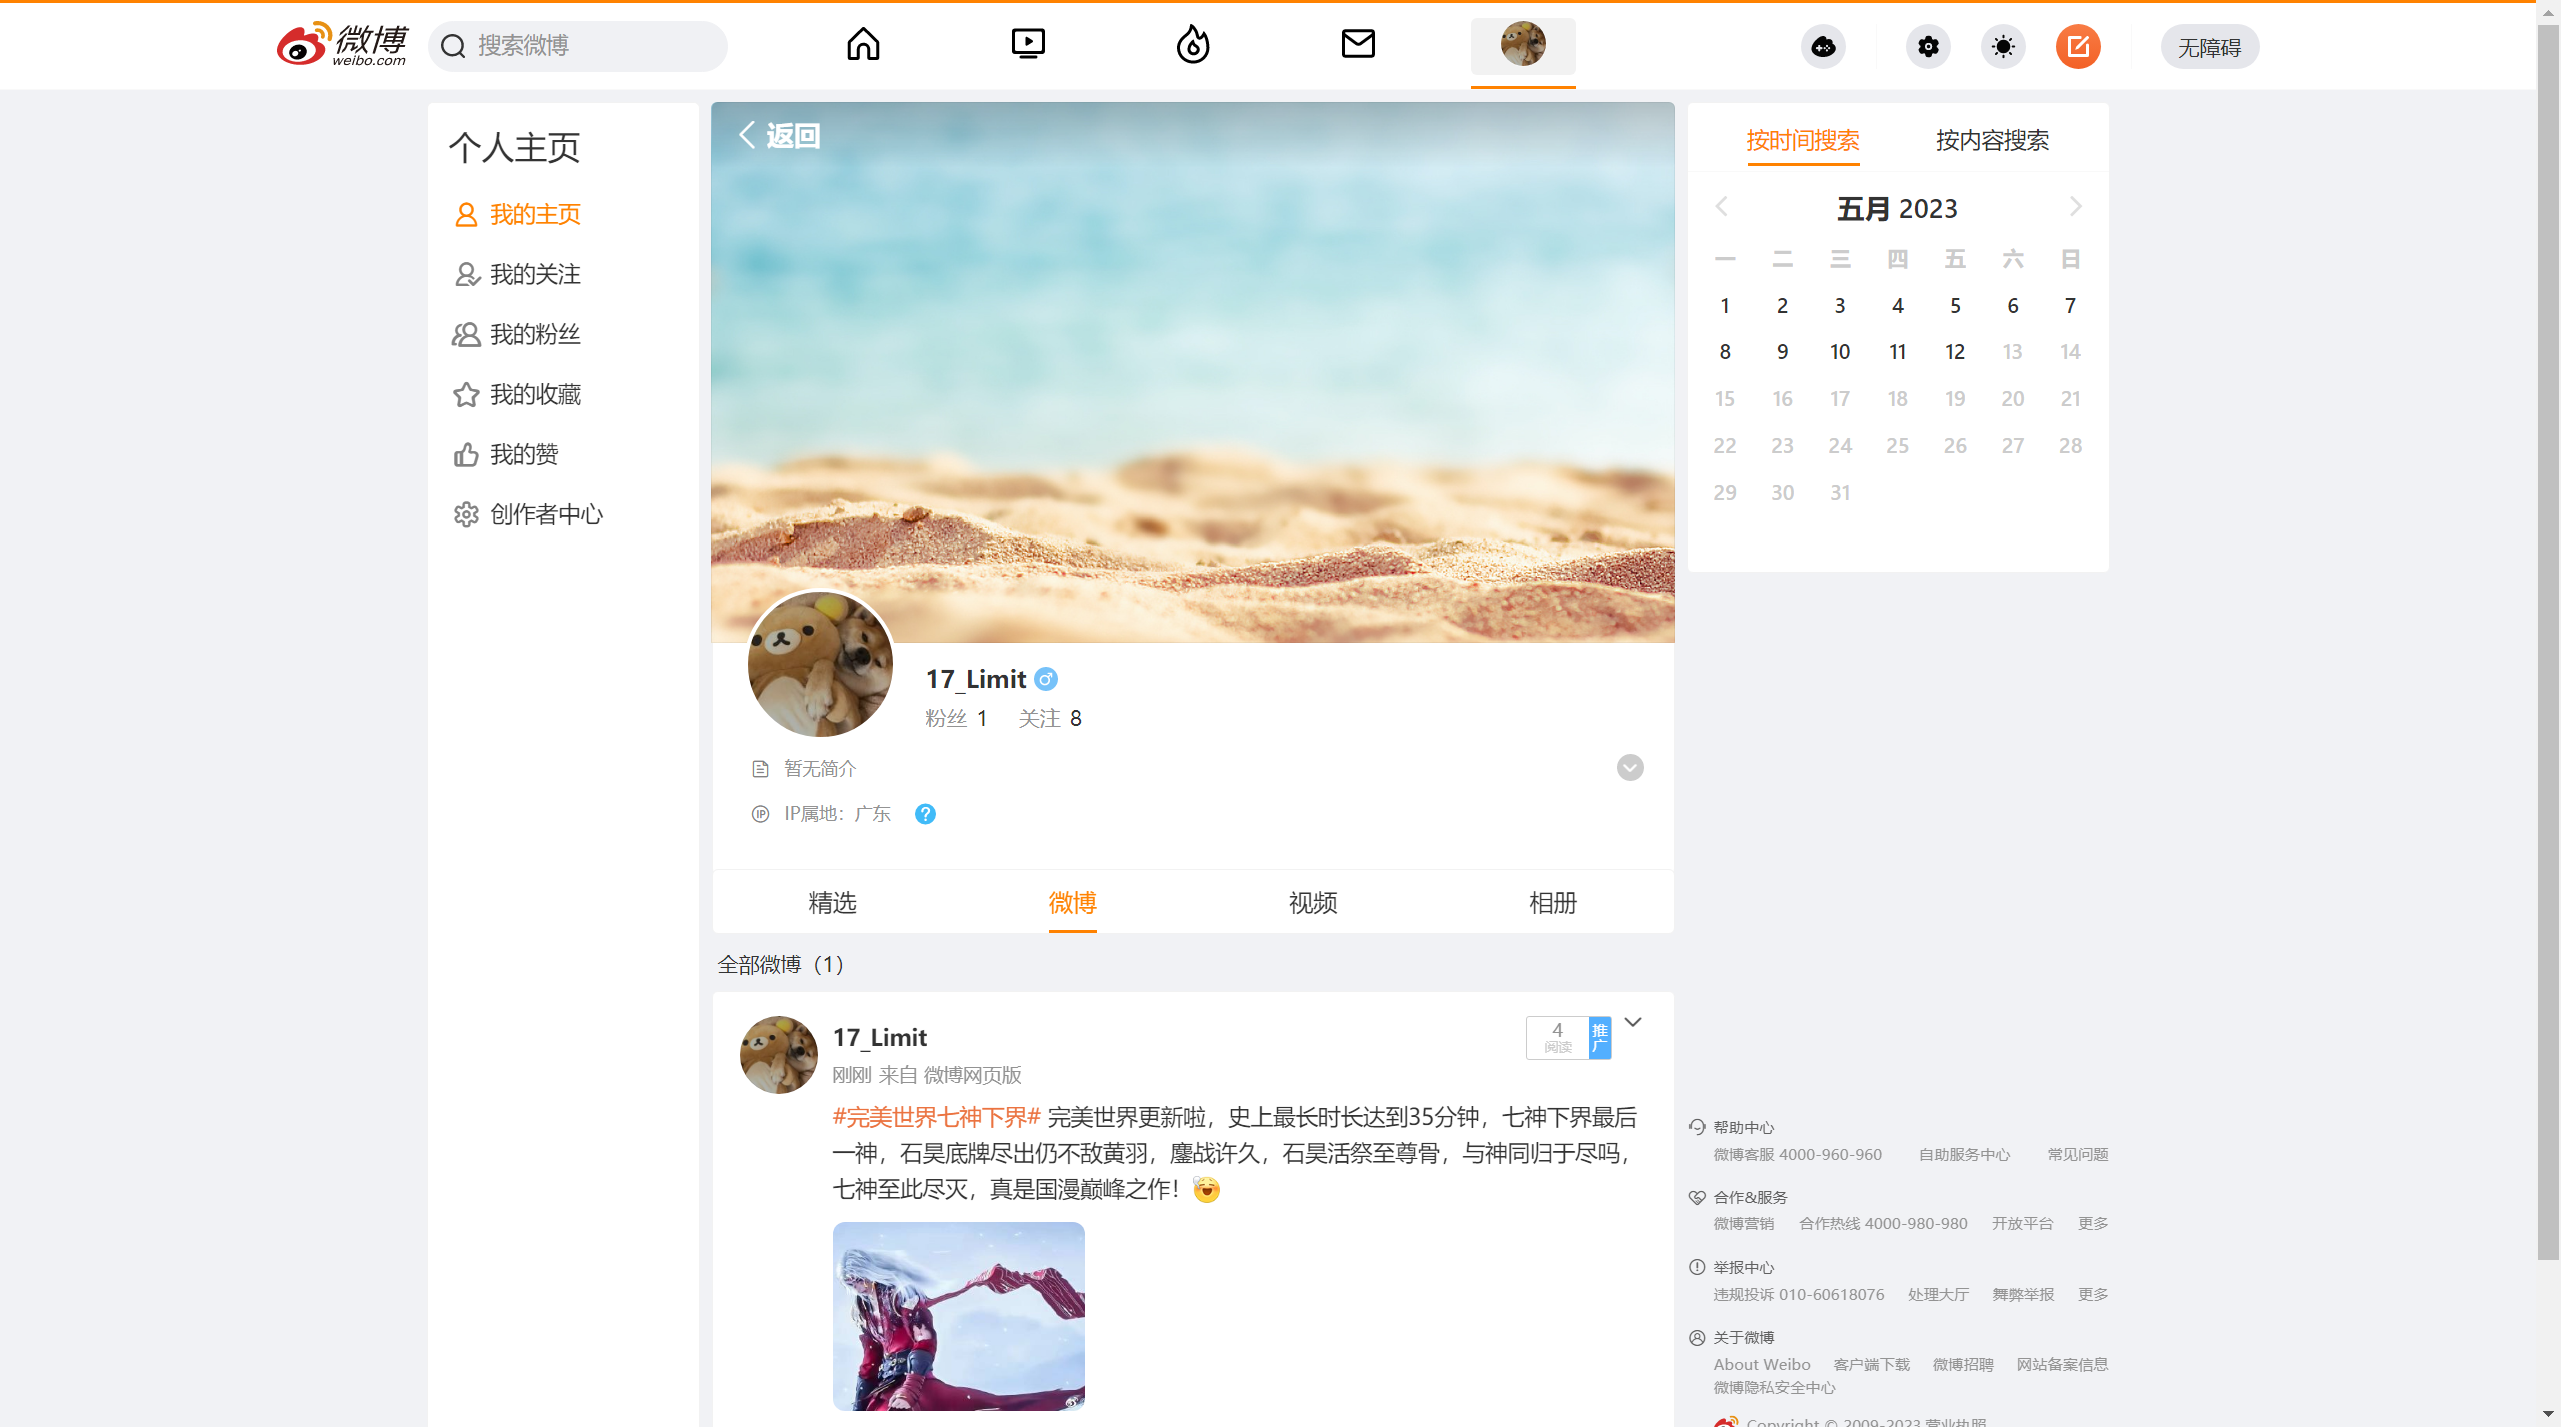 微博
weibo.com
搜索微博
无障碍
个人主页
我的主页
我的关注
我的粉丝
我的收藏
我的赞
创作者中心
返回
17_Limit
粉丝 1 关注 8
暂无简介
IP IP属地：广东 ?
精选 微博 视频 相册
全部微博（1）
17_Limit
4
阅读
推广
刚刚 来自 微博网页版
#完美世界七神下界# 完美世界更新啦，史上最长时长达到35分钟，七神下界最后
一神，石昊底牌尽出仍不敌黄羽，鏖战许久，石昊活祭至尊骨，与神同归于尽吗，
七神至此尽灭，真是国漫巅峰之作！
按时间搜索 按内容搜索
五月 2023
一 二 三 四 五 六 日
1 2 3 4 5 6 7
8 9 10 11 12 13 14
15 16 17 18 19 20 21
22 23 24 25 26 27 28
29 30 31
帮助中心
微博客服 4000-960-960 自助服务中心 常见问题
合作&服务
微博营销 合作热线 4000-980-980 开放平台 更多
举报中心
违规投诉 010-60618076 处理大厅 舞弊举报 更多
关于微博
About Weibo 客户端下载 微博招聘 网站备案信息
微博隐私安全中心
Copyright © 2009-2023 营业执照